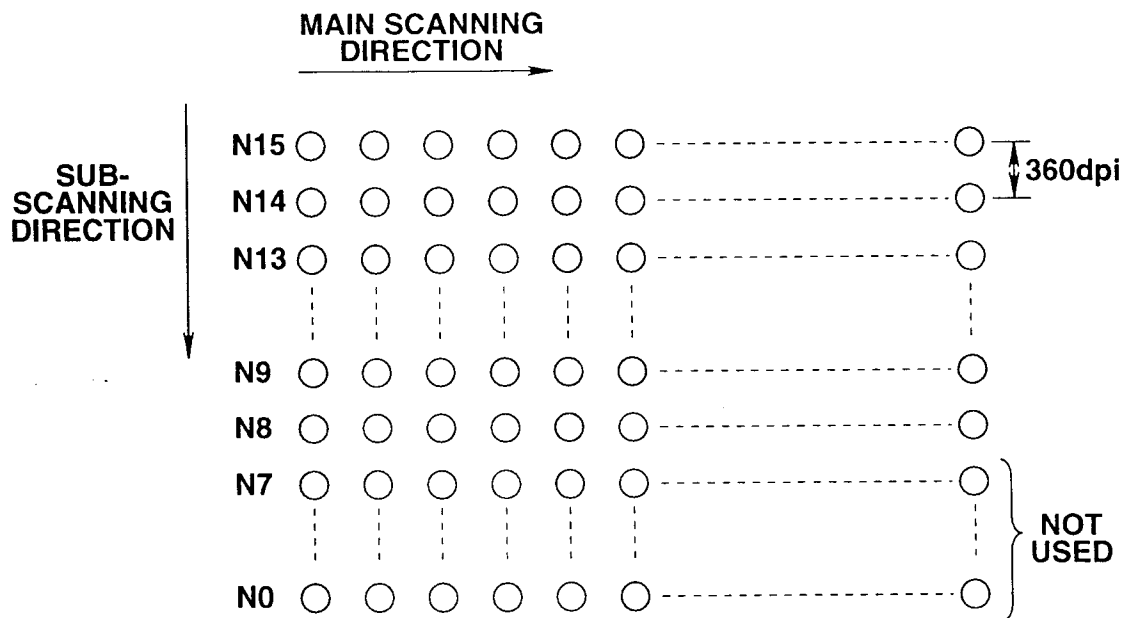 MAIN SCANNING
DIRECTION
SUB-
SCANNING
DIRECTION
N15
360dpi
N14
N13
N9
N8
N7
NOT
USED
N0